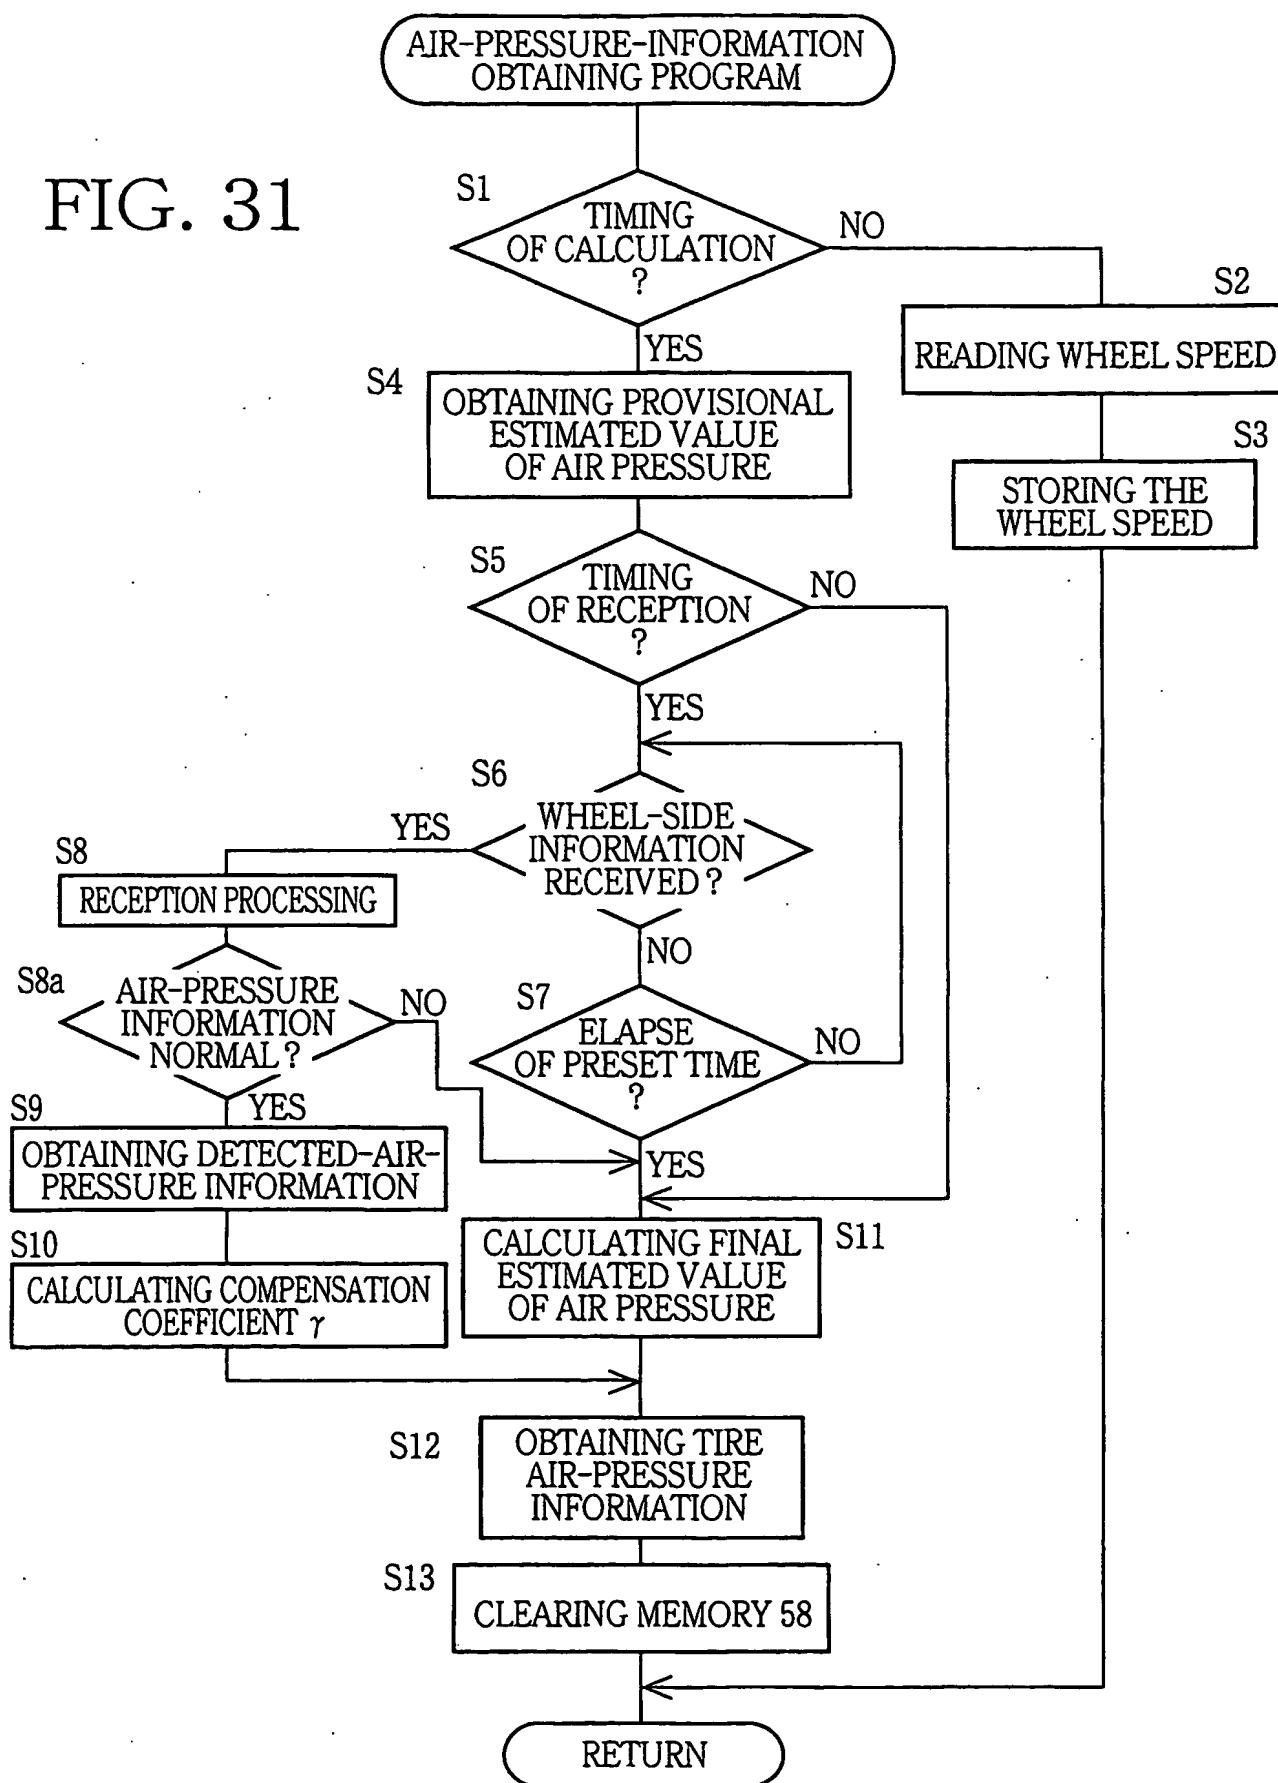 AIR-PRESSURE-INFORMATION
OBTAINING PROGRAM
FIG. 31
S1
TIMING
OF CALCULATION
?
NO
YES
S2
READING WHEEL SPEED
S3
STORING THE
WHEEL SPEED
S4
OBTAINING PROVISIONAL
ESTIMATED VALUE
OF AIR PRESSURE
S5
TIMING
OF RECEPTION
?
NO
YES
S6
WHEEL-SIDE
INFORMATION
RECEIVED?
YES
NO
S8
RECEPTION PROCESSING
S8a
AIR-PRESSURE
INFORMATION
NORMAL?
NO
YES
S7
ELAPSE
OF PRESET TIME
?
NO
YES
S9
OBTAINING DETECTED-AIR-
PRESSURE INFORMATION
S10
CALCULATING COMPENSATION
COEFFICIENT γ
S11
CALCULATING FINAL
ESTIMATED VALUE
OF AIR PRESSURE
S12
OBTAINING TIRE
AIR-PRESSURE
INFORMATION
S13
CLEARING MEMORY 58
RETURN